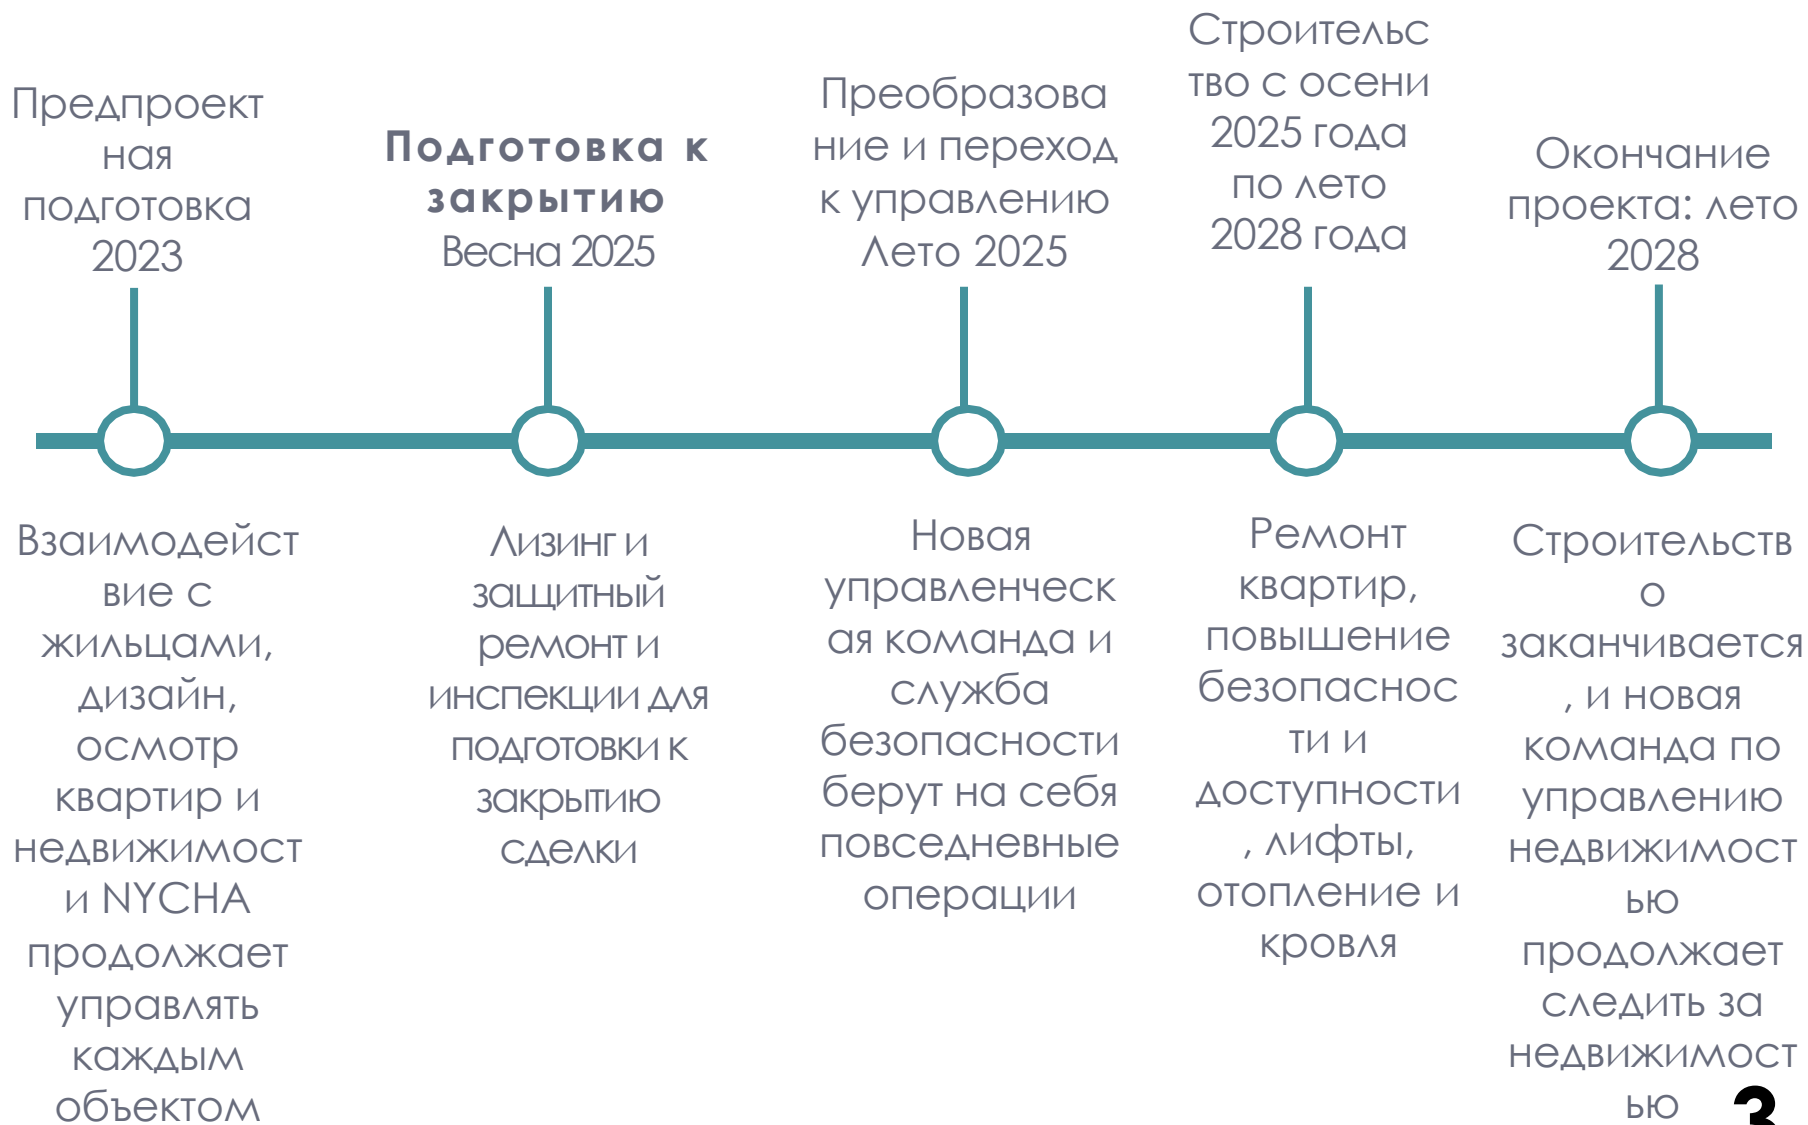 Предпроект
ная
подготовка
2023
Подготовка к
закрытию
Весна 2025
Преобразова
ние и переход
к управлению
Лето 2025
Строительс
тво с осени
2025 года
по лето
2028 года
Окончание
проекта: лето
2028
Взаимодейст
вие с
жильцами,
дизайн,
осмотр
квартир и
недвижимост
и NYCHA
продолжает
управлять
каждым
объектом
Лизинг и
защитный
ремонт и
инспекции для
подготовки к
закрытию
сделки
Новая
управленческ
ая команда и
служба
безопасности
берут на себя
повседневные
операции
Ремонт
квартир,
повышение
безопаснос
ти и
доступности
, лифты,
отопление и
кровля
Строительств
о
заканчивается
, и новая
команда по
управлению
недвижимост
ью
продолжает
следить за
недвижимост
ью
3